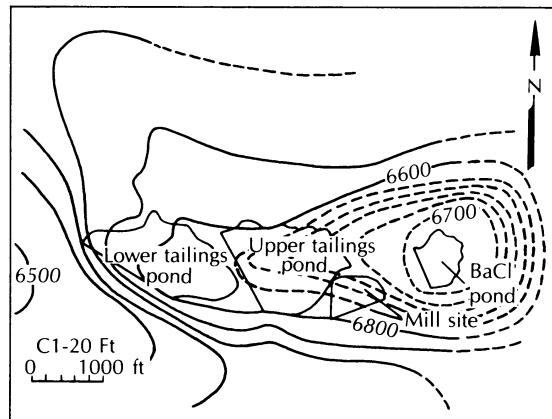 N
6600
6700
Lower tailings
pond
Upper tailings
pond
BaCl
pond
6500
Mill site
6800
C1-20 Ft
0 1000 ft